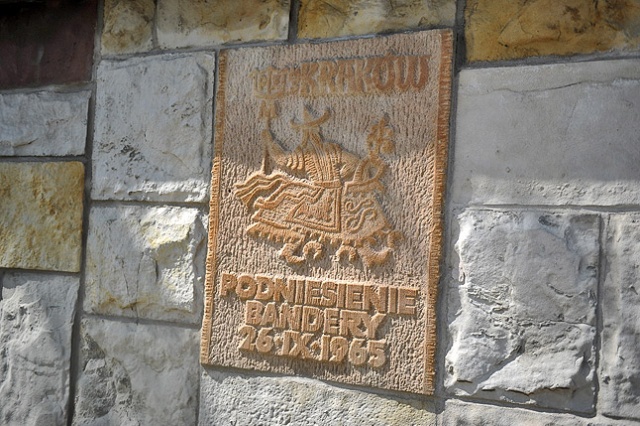 KRAKÓW
PODNIESIENIE
BANDERY
26.IX.1965